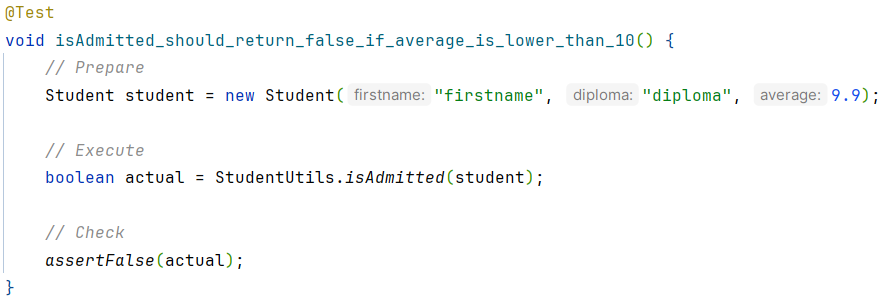 @Test
void isAdmitted_should_return_false_if_average_is_lower_than_10() {
// Prepare
Student student = new Student( firstname: "firstname", diploma: "diploma", average: 9.9);
// Execute
boolean actual = StudentUtils.isAdmitted(student);
// Check
assertFalse(actual);
}